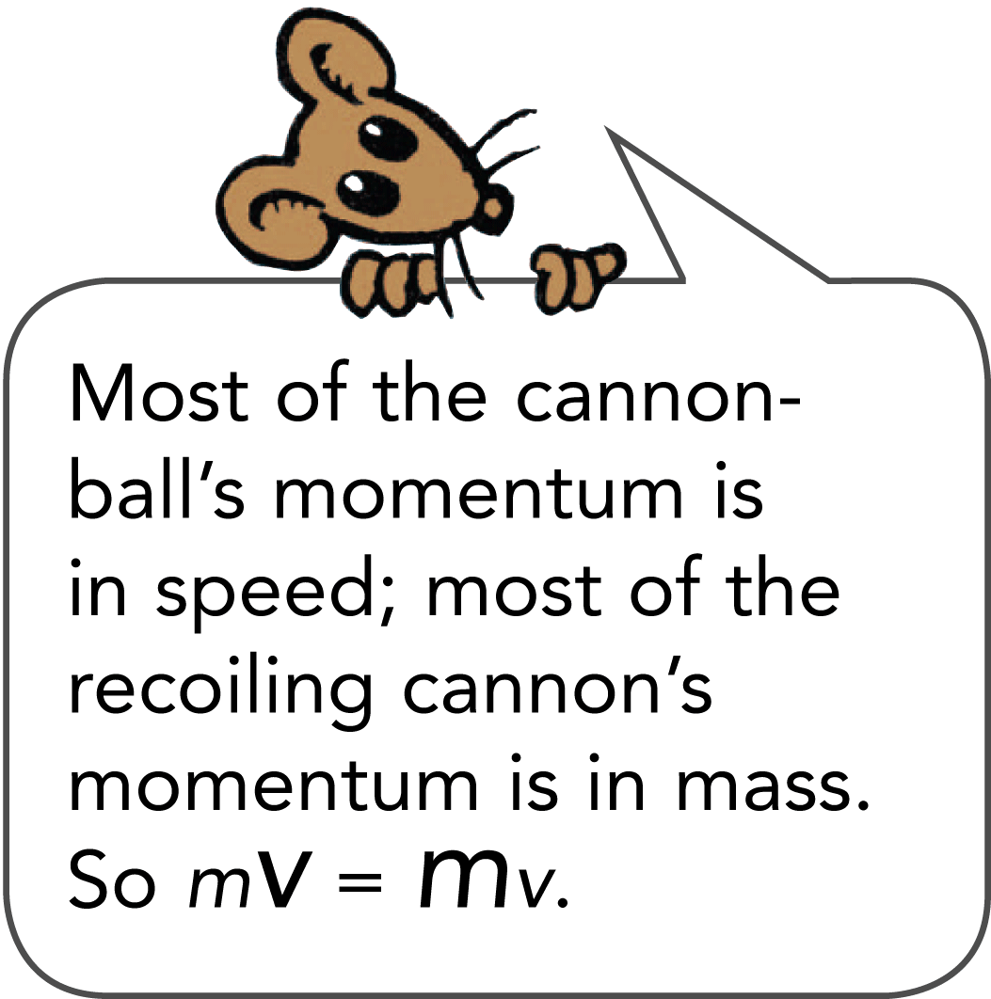 Most of the cannon-
ball’s momentum is
in speed; most of the
recoiling cannon’s
momentum is in mass.
So mv = mv.